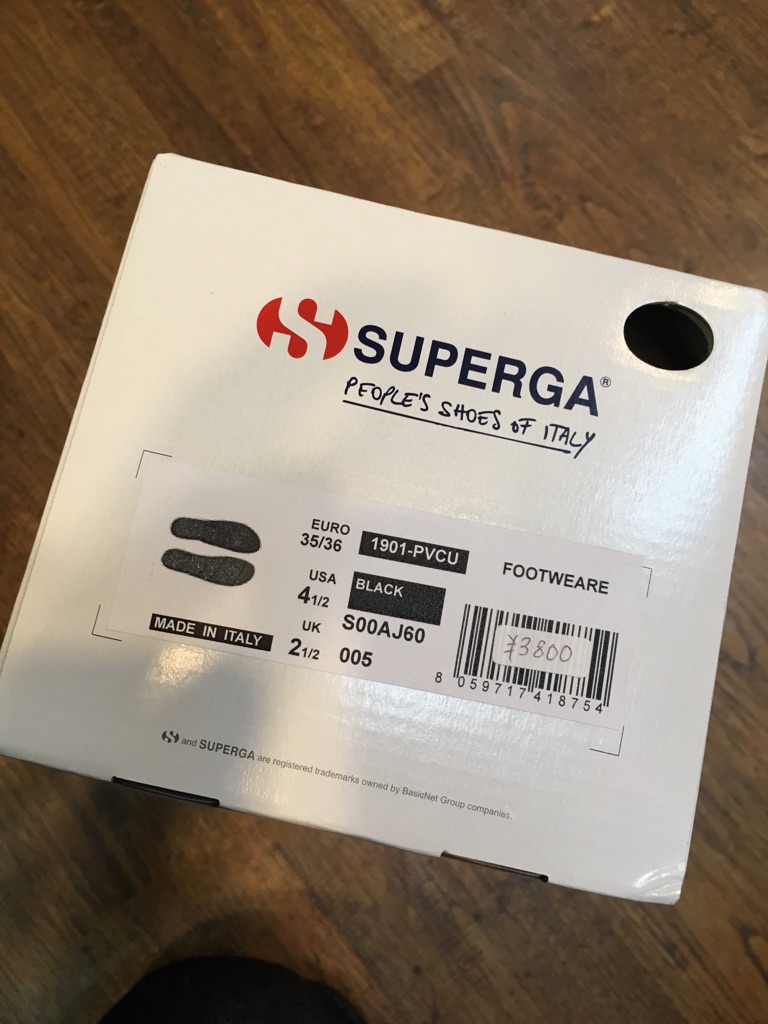 SUPERGA®
PEOPLE'S SHOES OF ITALY
EURO
35/36
1901-PVCU
FOOTWEARE
USA
4 1/2
BLACK
MADE IN ITALY
UK
2 1/2
S00AJ60
005
¥3800
8 059717 418754
and SUPERGA are registered trademarks owned by BasicNet Group companies.